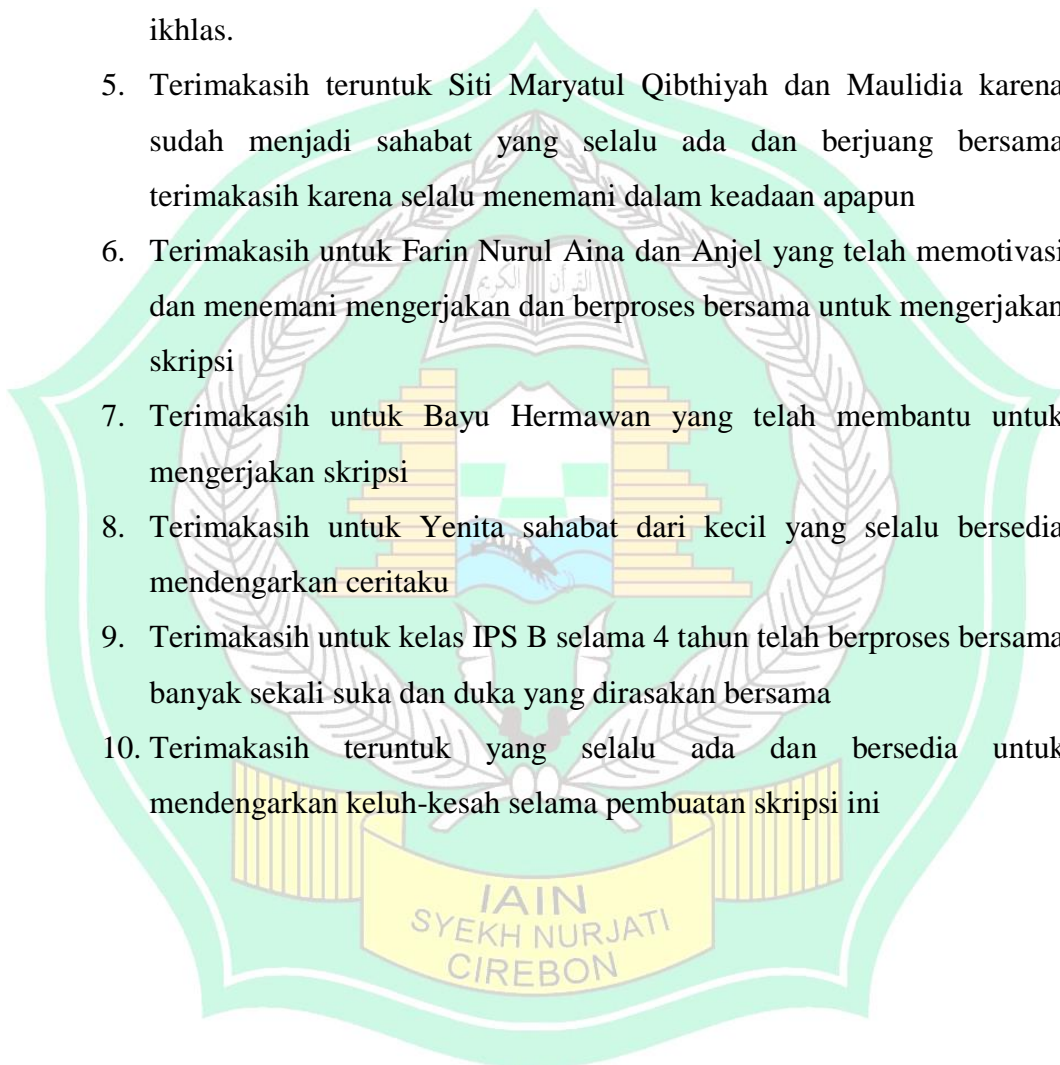 ikhlas.
5. Terimakasih teruntuk Siti Maryatul Qibthiyah dan Maulidia karena
sudah menjadi sahabat yang selalu ada dan berjuang bersama
terimakasih karena selalu menemani dalam keadaan apapun
6. Terimakasih untuk Farin Nurul Aina dan Anjel yang telah memotivasi
dan menemani mengerjakan dan berproses bersama untuk mengerjakan
skripsi
7. Terimakasih untuk Bayu Hermawan yang telah membantu untuk
mengerjakan skripsi
8. Terimakasih untuk Yenita sahabat dari kecil yang selalu bersedia
mendengarkan ceritaku
9. Terimakasih untuk kelas IPS B selama 4 tahun telah berproses bersama
banyak sekali suka dan duka yang dirasakan bersama
10. Terimakasih teruntuk yang selalu ada dan bersedia untuk
mendengarkan keluh-kesah selama pembuatan skripsi ini
القرأن الكريم
IAIN
SYEKH NURJATI
CIREBON